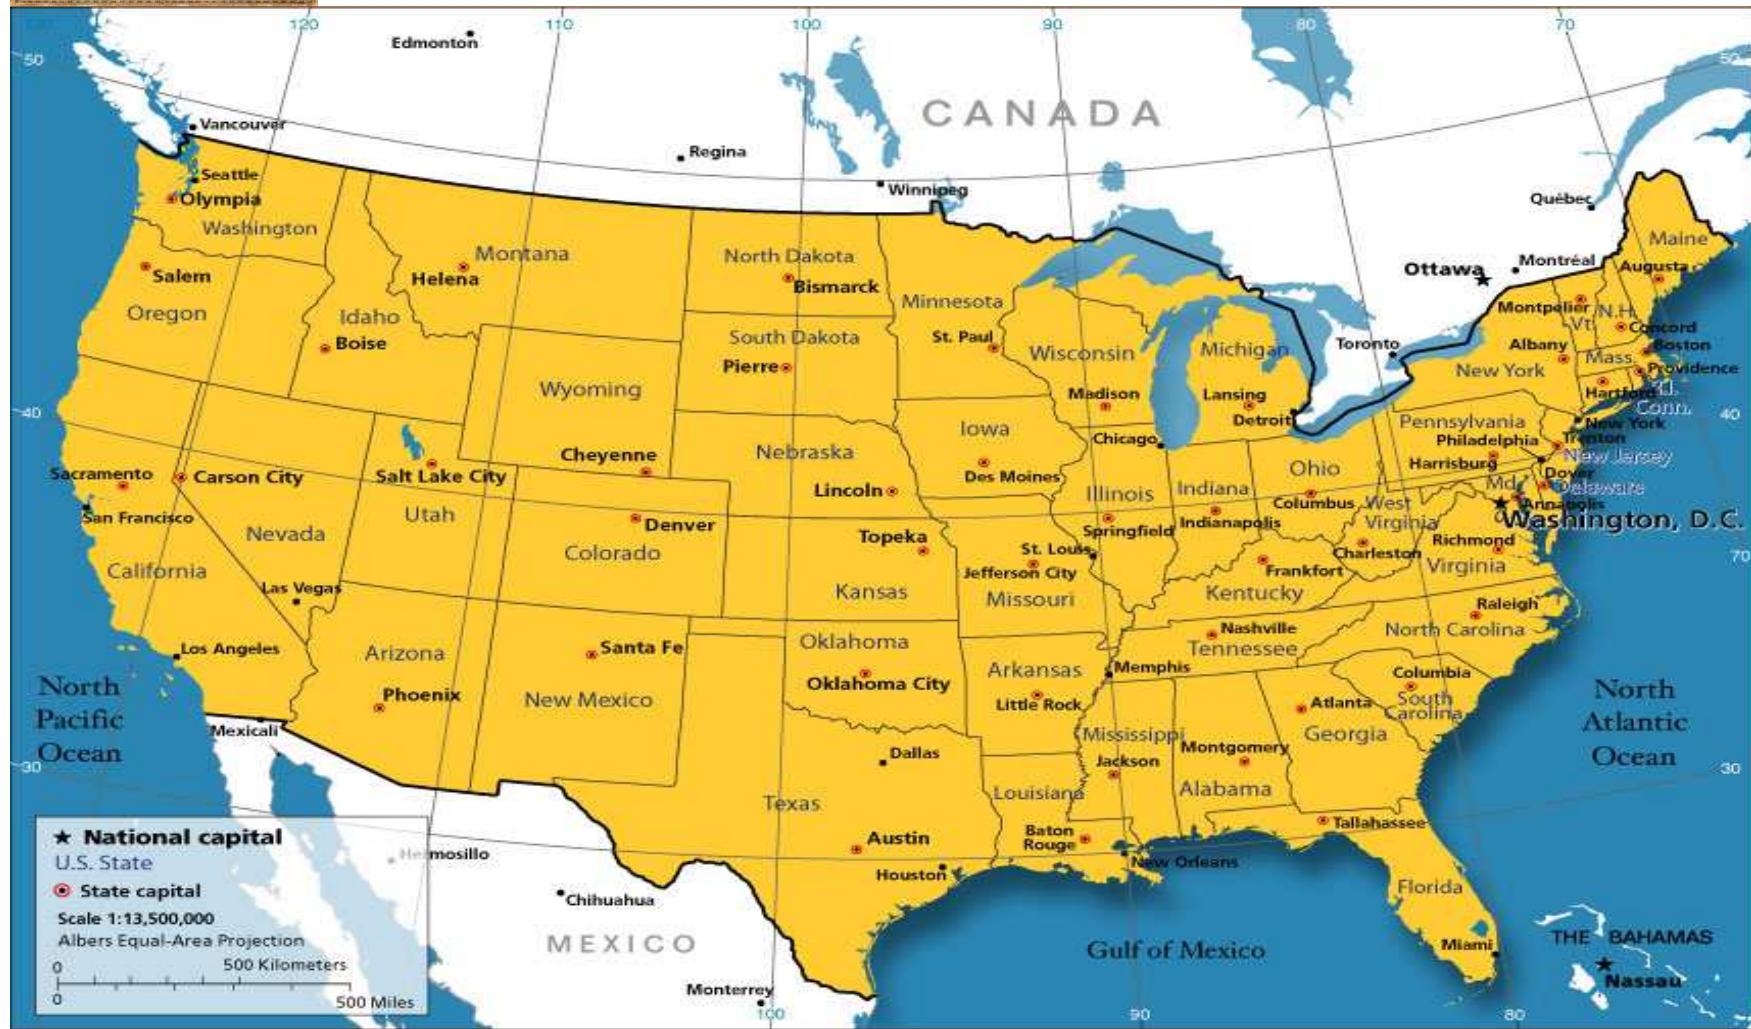 120
110
100
90
80
70
Edmonton
50
50
CANADA
Vancouver
Regina
Winnipeg
Seattle
Olympia
Washington
Québec
Maine
Montana
Helena
North Dakota
Bismarck
Minnesota
Ottawa
Montréal
Augusta
Salem
Oregon
Idaho
Boise
South Dakota
Pierre
St. Paul
Wisconsin
Michigan
Toronto
Montpelier
Vt.
N.H.
Concord
Albany
Boston
Mass.
New York
Providence
Hartford
R.I.
Conn.
Wyoming
Madison
Lansing
Detroit
40
40
Iowa
Chicago
Pennsylvania
New York
Philadelphia
Trenton
New Jersey
Harrisburg
Cheyenne
Nebraska
Lincoln
Des Moines
Illinois
Indiana
Ohio
Columbus
Md.
Dover
Delaware
Annapolis
Washington, D.C.
Sacramento
Carson City
Salt Lake City
San Francisco
Nevada
Utah
Denver
Colorado
Topeka
Kansas
Springfield
Indianapolis
West
Virginia
Charleston
Richmond
Virginia
70
St. Louis
Jefferson City
Missouri
Frankfort
Kentucky
California
Las Vegas
Los Angeles
Arizona
Phoenix
Santa Fe
New Mexico
Oklahoma
Oklahoma City
Arkansas
Little Rock
Memphis
Nashville
Tennessee
Raleigh
North Carolina
Columbia
South
Carolina
Atlanta
Georgia
North
Pacific
Ocean
North
Atlantic
Ocean
Mexicali
Dallas
Mississippi
Jackson
Montgomery
Alabama
30
30
Texas
Louisiana
Austin
Baton
Rouge
Tallahassee
Houston
New Orleans
Florida
Miami
National capital
U.S. State
State capital
Scale 1:13,500,000
Albers Equal-Area Projection
0
500 Kilometers
0
500 Miles
Hermosillo
Chihuahua
MEXICO
Monterrey
Gulf of Mexico
THE BAHAMAS
Nassau
100
90
80